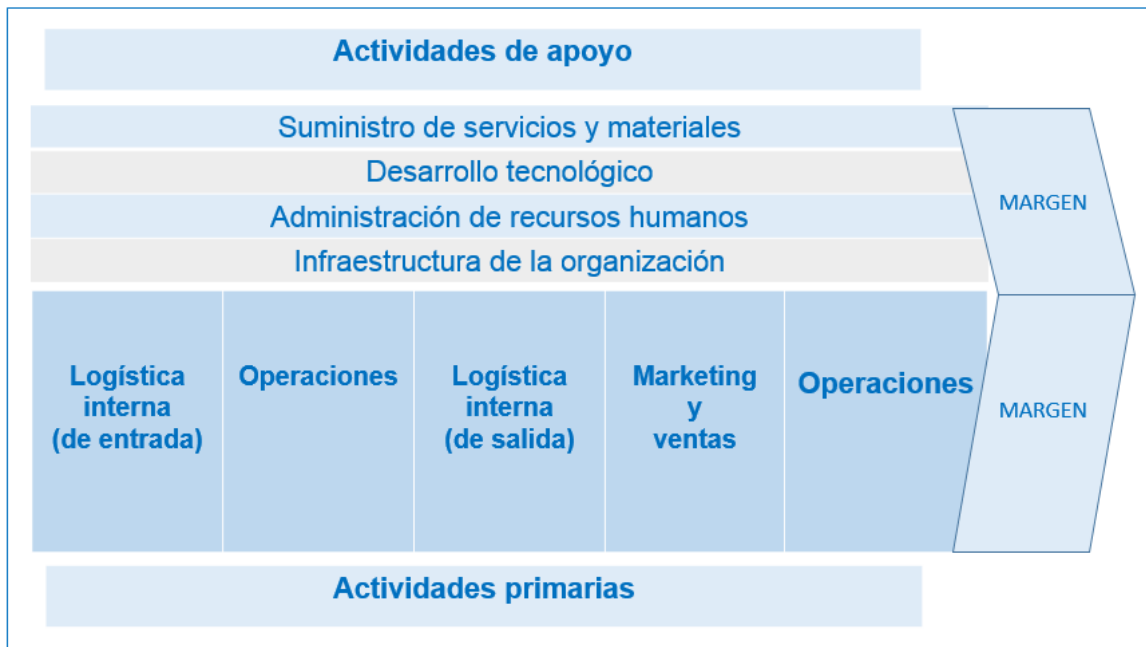 Actividades de apoyo
Suministro de servicios y materiales
Desarrollo tecnológico
Administración de recursos humanos
Infraestructura de la organización
MARGEN
Logística
interna
(de entrada)
Operaciones
Logística
interna
(de salida)
Marketing
y
ventas
Operaciones
MARGEN
Actividades primarias